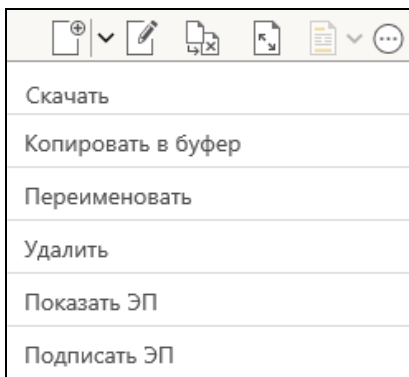 Скачать
Копировать в буфер
Переименовать
Удалить
Показать ЭП
Подписать ЭП